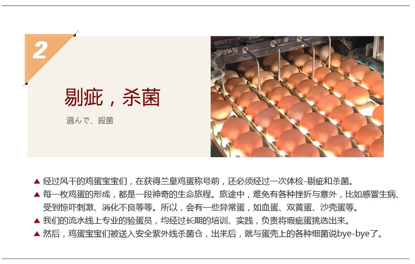 2
剔疵，杀菌
選んで、殺菌
▲ 经过风干的鸡蛋宝宝们，在获得兰皇鸡蛋称号前，还必须经过一次体检-剔疵和杀菌。
▲ 每一枚鸡蛋的形成，都是一段神奇的生命旅程。旅途中，难免有各种挫折与意外，比如感冒生病、
受到惊吓刺激、消化不良等等。所以，会有一些异常蛋，如血蛋、双黄蛋、沙壳蛋等。
▲ 我们的流水线上专业的验蛋员，均经过长期的培训、实践，负责将瑕疵蛋挑选出来。
▲ 然后，鸡蛋宝宝们被送入安全紫外线杀菌仓，出来后，就与蛋壳上的各种细菌说bye-bye了。